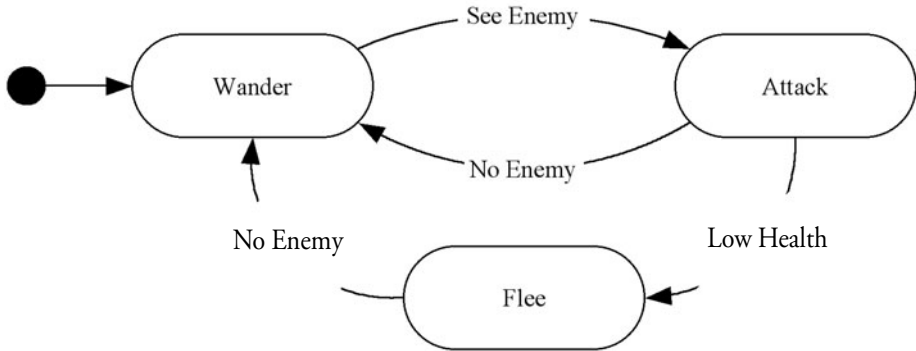 See Enemy
Wander
Attack
No Enemy
No Enemy
Low Health
Flee